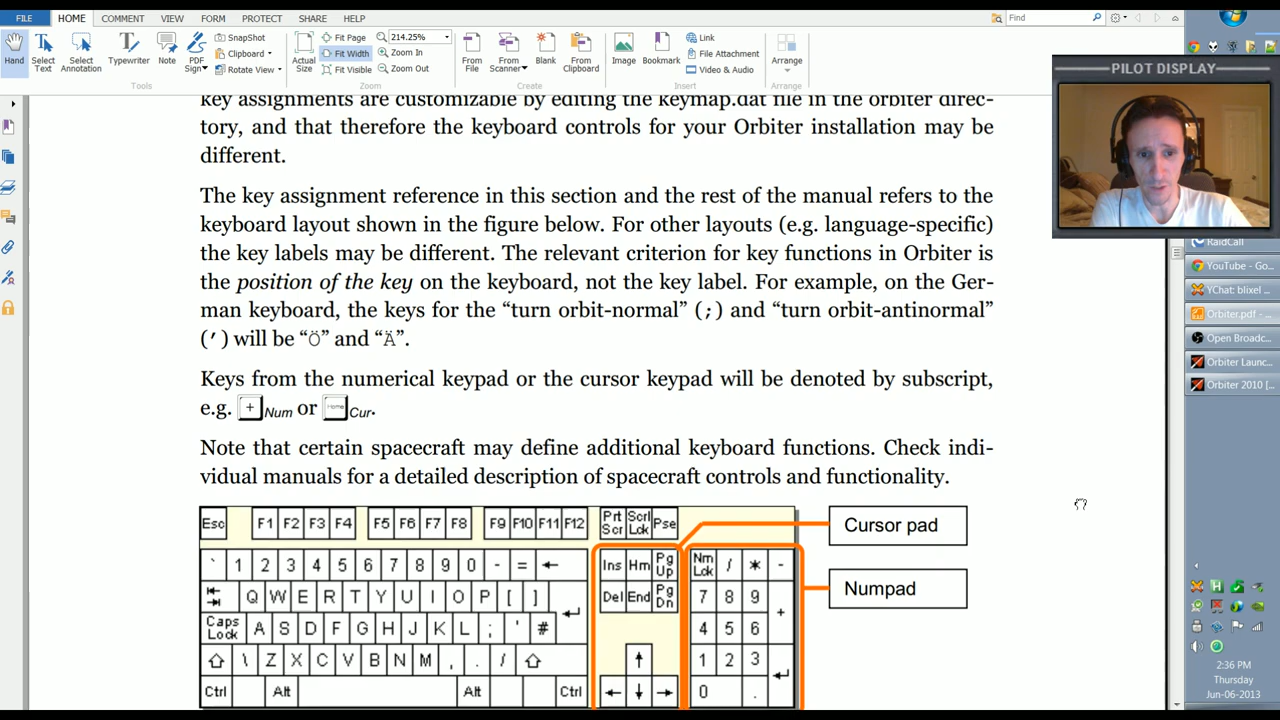 FILE HOME COMMENT VIEW FORM PROTECT SHARE HELP Find
Hand
Select Text
Select Annotation
Typewriter
Note
PDF Sign
SnapShot
Clipboard
Rotate View
Tools
Actual Size
Fit Page
Fit Width
Fit Visible
214.25%
Zoom In
Zoom Out
Zoom
From File
From Scanner
Blank
From Clipboard
Create
Image
Bookmark
Link
File Attachment
Video & Audio
Insert
Arrange
Arrange
PILOT DISPLAY
key assignments are customizable by editing the keymap.dat file in the orbiter direc-
tory, and that therefore the keyboard controls for your Orbiter installation may be
different.
The key assignment reference in this section and the rest of the manual refers to the
keyboard layout shown in the figure below. For other layouts (e.g. language-specific)
the key labels may be different. The relevant criterion for key functions in Orbiter is
the position of the key on the keyboard, not the key label. For example, on the Ger-
man keyboard, the keys for the “turn orbit-normal” (;) and “turn orbit-antinormal”
(') will be “Ö” and “Ä”.
Keys from the numerical keypad or the cursor keypad will be denoted by subscript,
e.g. + Num or Home Cur.
Note that certain spacecraft may define additional keyboard functions. Check indi-
vidual manuals for a detailed description of spacecraft controls and functionality.
Esc F1 F2 F3 F4 F5 F6 F7 F8 F9 F10 F11 F12 Prt Scr Scrl Lck Pse
` 1 2 3 4 5 6 7 8 9 0 - = Ins Hm Pg Up Nm Lck / * -
Q W E R T Y U I O P [ ] Del End Pg Dn 7 8 9 +
Caps Lock A S D F G H J K L ; ' # 4 5 6
\ Z X C V B N M , . / 1 2 3
Ctrl Alt Alt Ctrl 0 .
Cursor pad
Numpad
RaidCall
YouTube - Go...
YChat: blixel ...
Orbiter.pdf - ...
Open Broadc...
Orbiter Launc...
Orbiter 2010 [...
2:36 PM
Thursday
Jun-06-2013